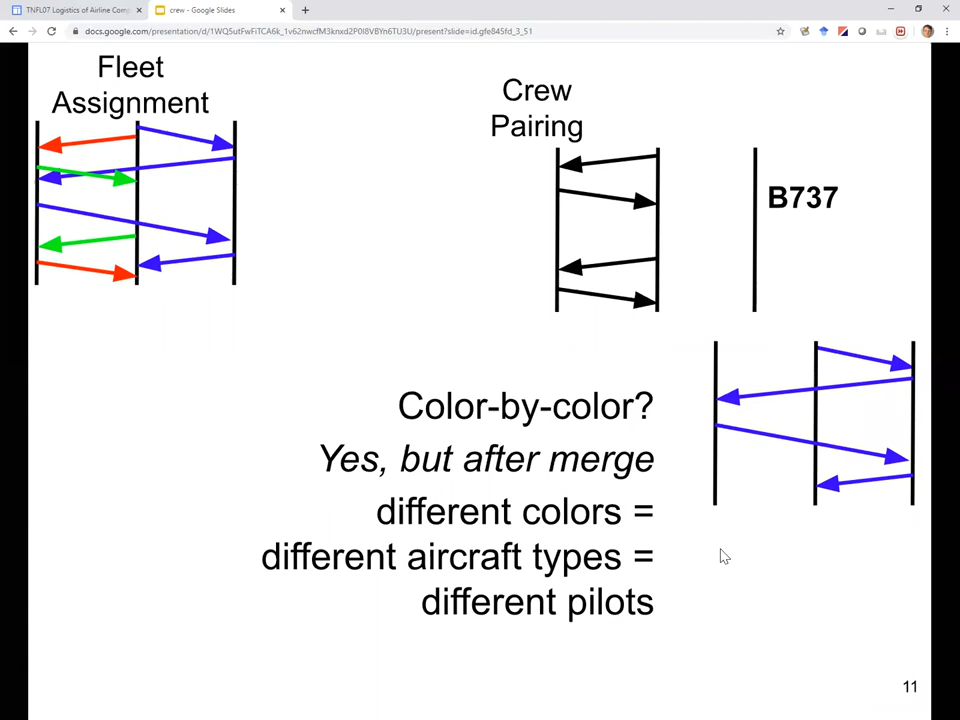 TNFL07 Logistics of Airline Com
crew - Google Slides
docs.google.com/presentation/d/1WQ5utFwFiTCA6k_1v62nwcfM3knxd2P0I8VBYn6TU3U/present?slide=id.gfe845fd_3_51
Fleet
Assignment
Crew
Pairing
B737
Color-by-color?
Yes, but after merge
different colors =
different aircraft types =
different pilots
11